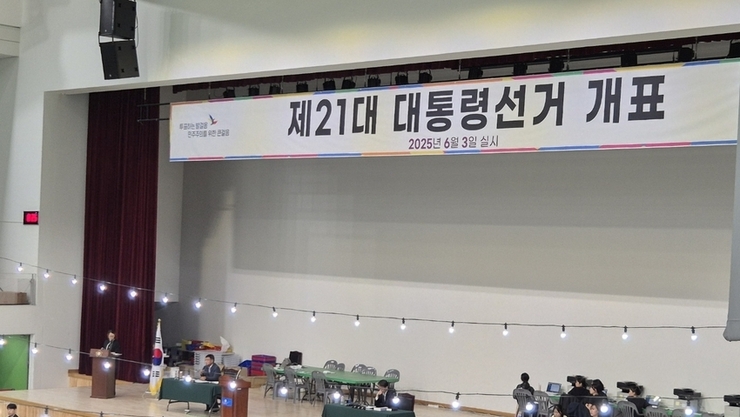 제21대 대통령선거 개표
2025년 6월 3일 실시